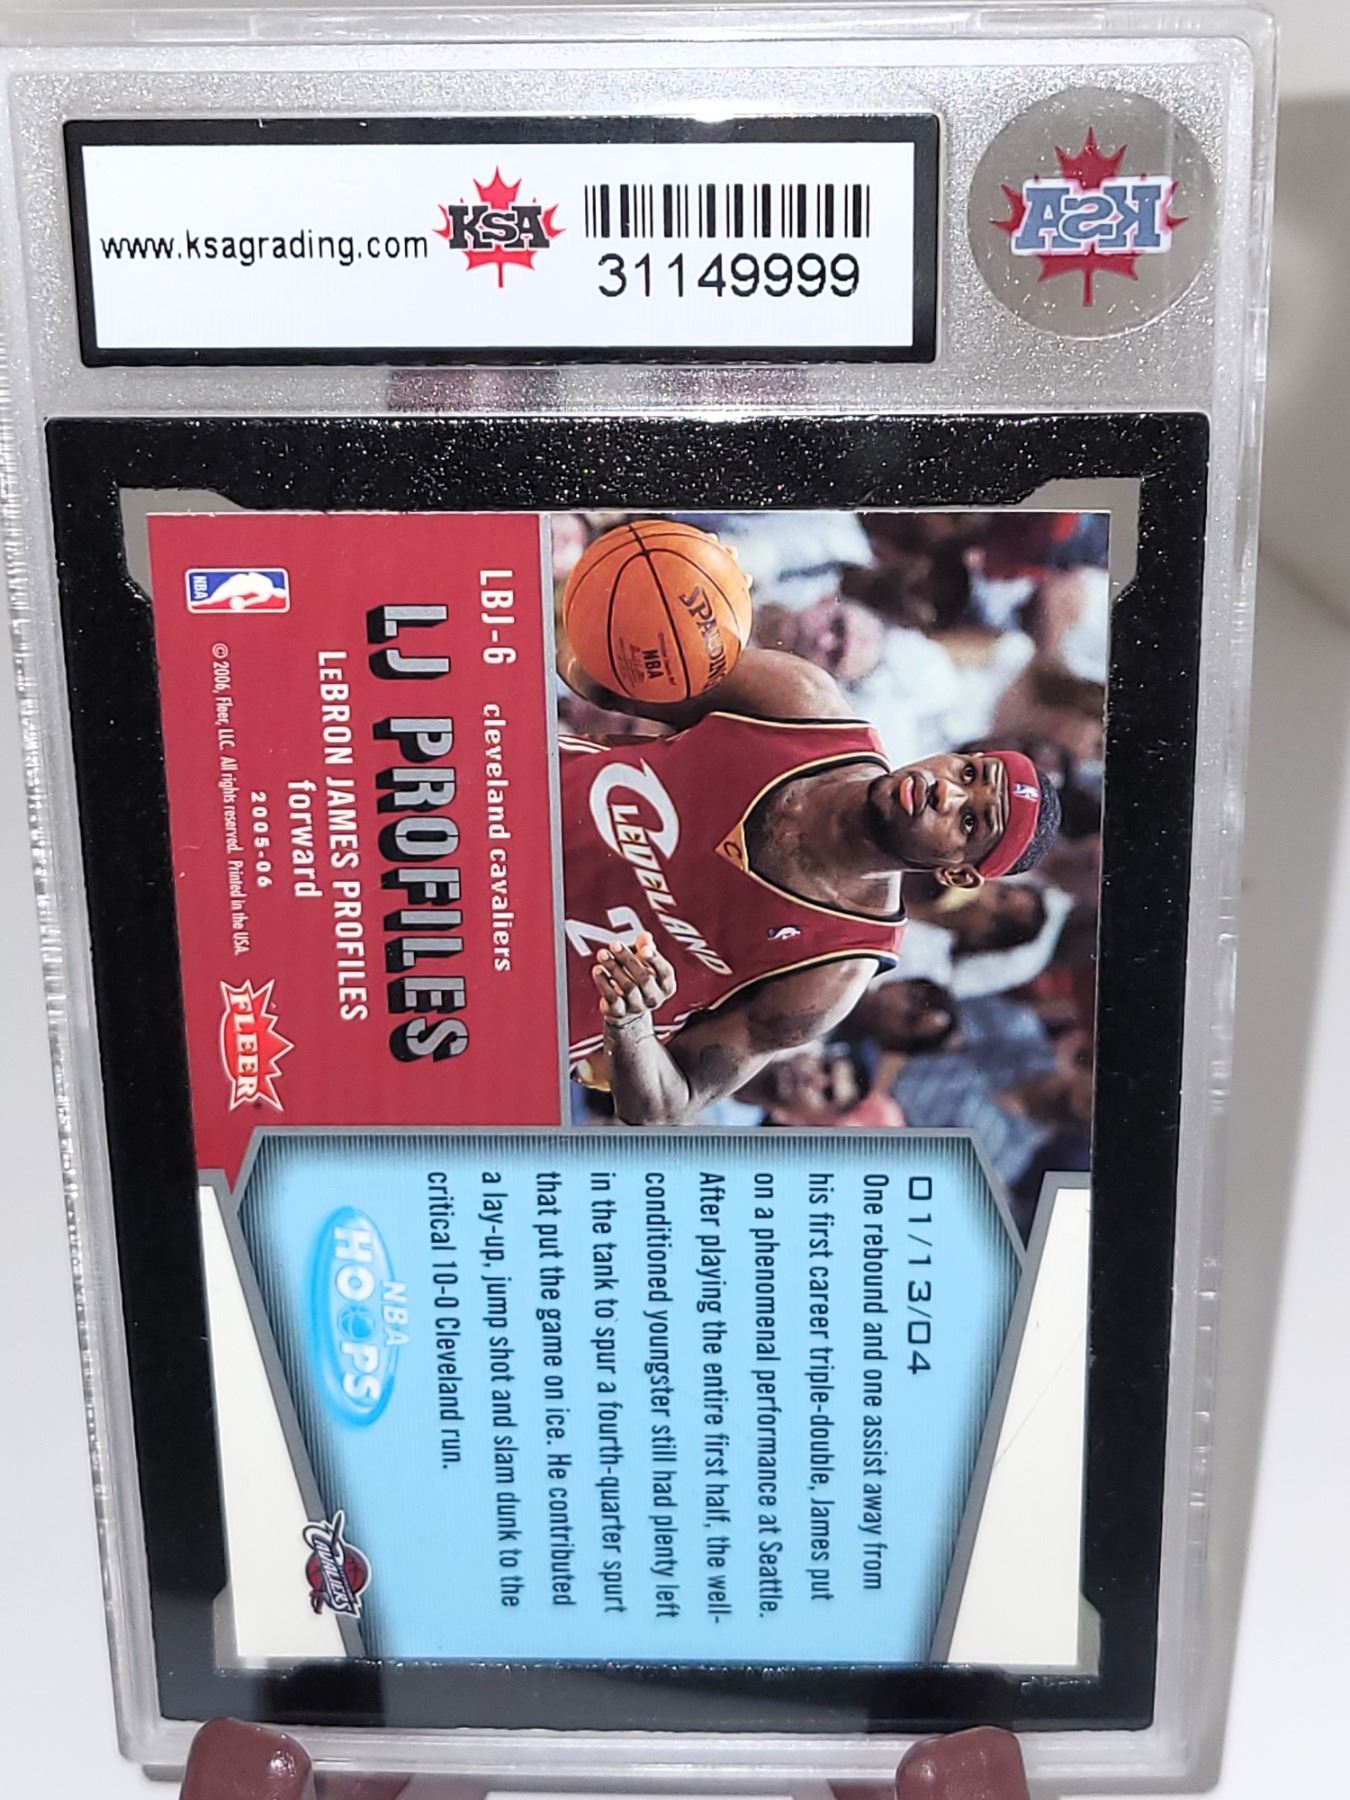 www.ksagrading.com
KSA
31149999
KSA
LBJ-6 cleveland cavaliers
LJ PROFILES
LeBRON JAMES PROFILES
forward
2005-06
© 2006, Fleer, LLC. All rights reserved. Printed in the USA.
NBA
FLEER
SPALDING
NBA
CLEVELAND
2
01/13/04
One rebound and one assist away from
his first career triple-double, James put
on a phenomenal performance at Seattle.
After playing the entire first half, the well-
conditioned youngster still had plenty left
in the tank to spur a fourth-quarter spurt
that put the game on ice. He contributed
a lay-up, jump shot and slam dunk to the
critical 10-0 Cleveland run.
NBA
HOOPS
CAVALIERS